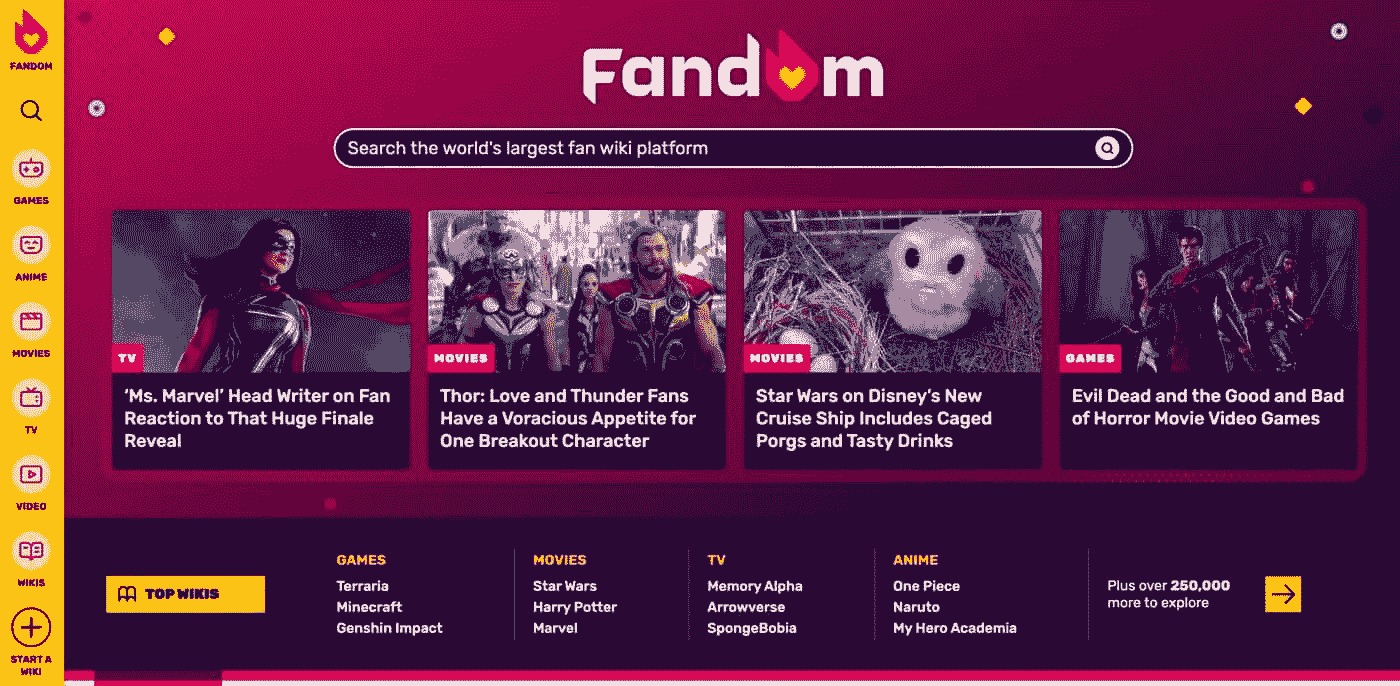 FANDOM
GAMES
ANIME
MOVIES
TV
VIDEO
WIKIS
START A
WIKI
Fandom
Search the world's largest fan wiki platform
TV
‘Ms. Marvel’ Head Writer on Fan
Reaction to That Huge Finale
Reveal
MOVIES
Thor: Love and Thunder Fans
Have a Voracious Appetite for
One Breakout Character
MOVIES
Star Wars on Disney’s New
Cruise Ship Includes Caged
Porgs and Tasty Drinks
GAMES
Evil Dead and the Good and Bad
of Horror Movie Video Games
TOP WIKIS
GAMES
Terraria
Minecraft
Genshin Impact
MOVIES
Star Wars
Harry Potter
Marvel
TV
Memory Alpha
Arrowverse
SpongeBobia
ANIME
One Piece
Naruto
My Hero Academia
Plus over 250,000
more to explore